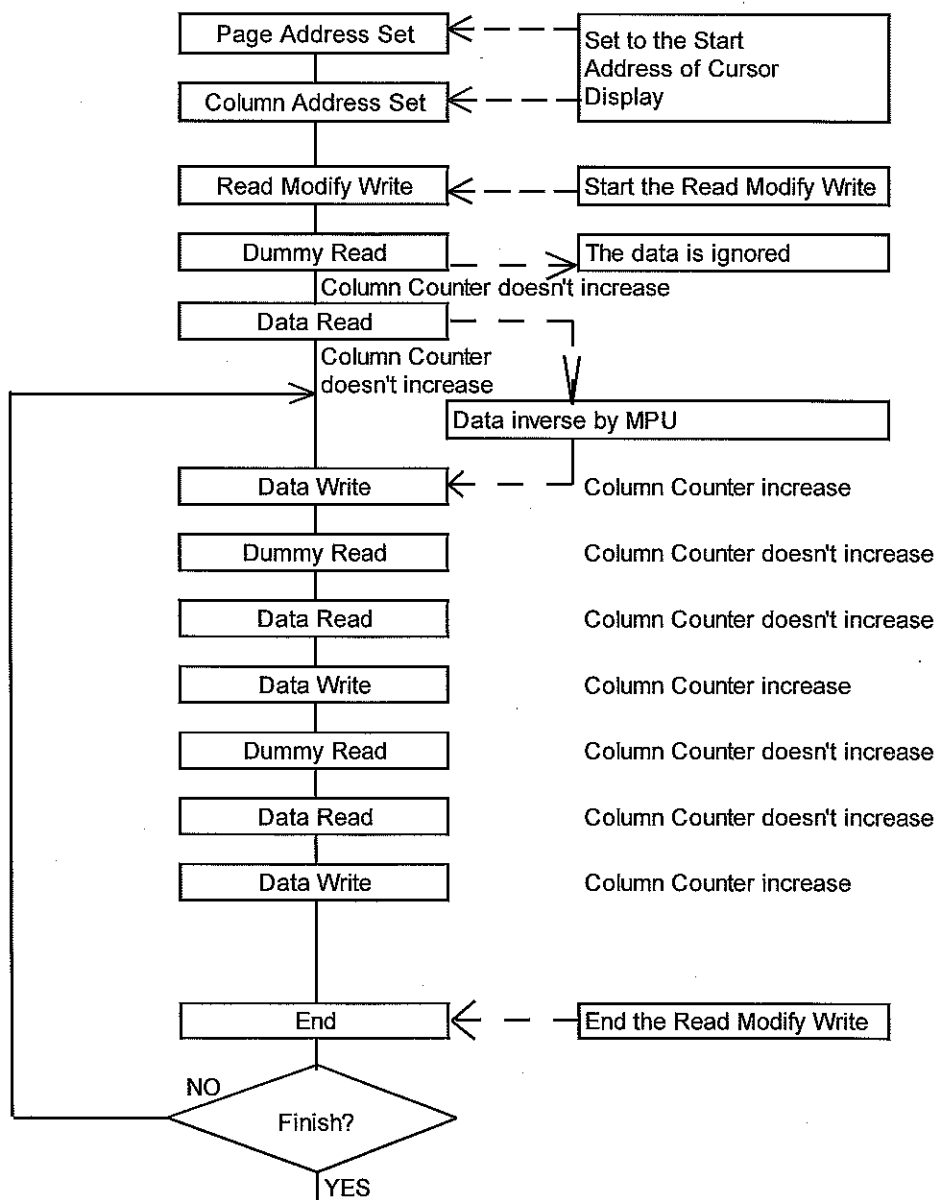 Page Address Set
Set to the Start
Address of Cursor
Display
Column Address Set
Read Modify Write
Start the Read Modify Write
Dummy Read
The data is ignored
Column Counter doesn't increase
Data Read
Column Counter
doesn't increase
Data inverse by MPU
Data Write
Column Counter increase
Dummy Read
Column Counter doesn't increase
Data Read
Column Counter doesn't increase
Data Write
Column Counter increase
Dummy Read
Column Counter doesn't increase
Data Read
Column Counter doesn't increase
Data Write
Column Counter increase
End
End the Read Modify Write
NO
Finish?
YES